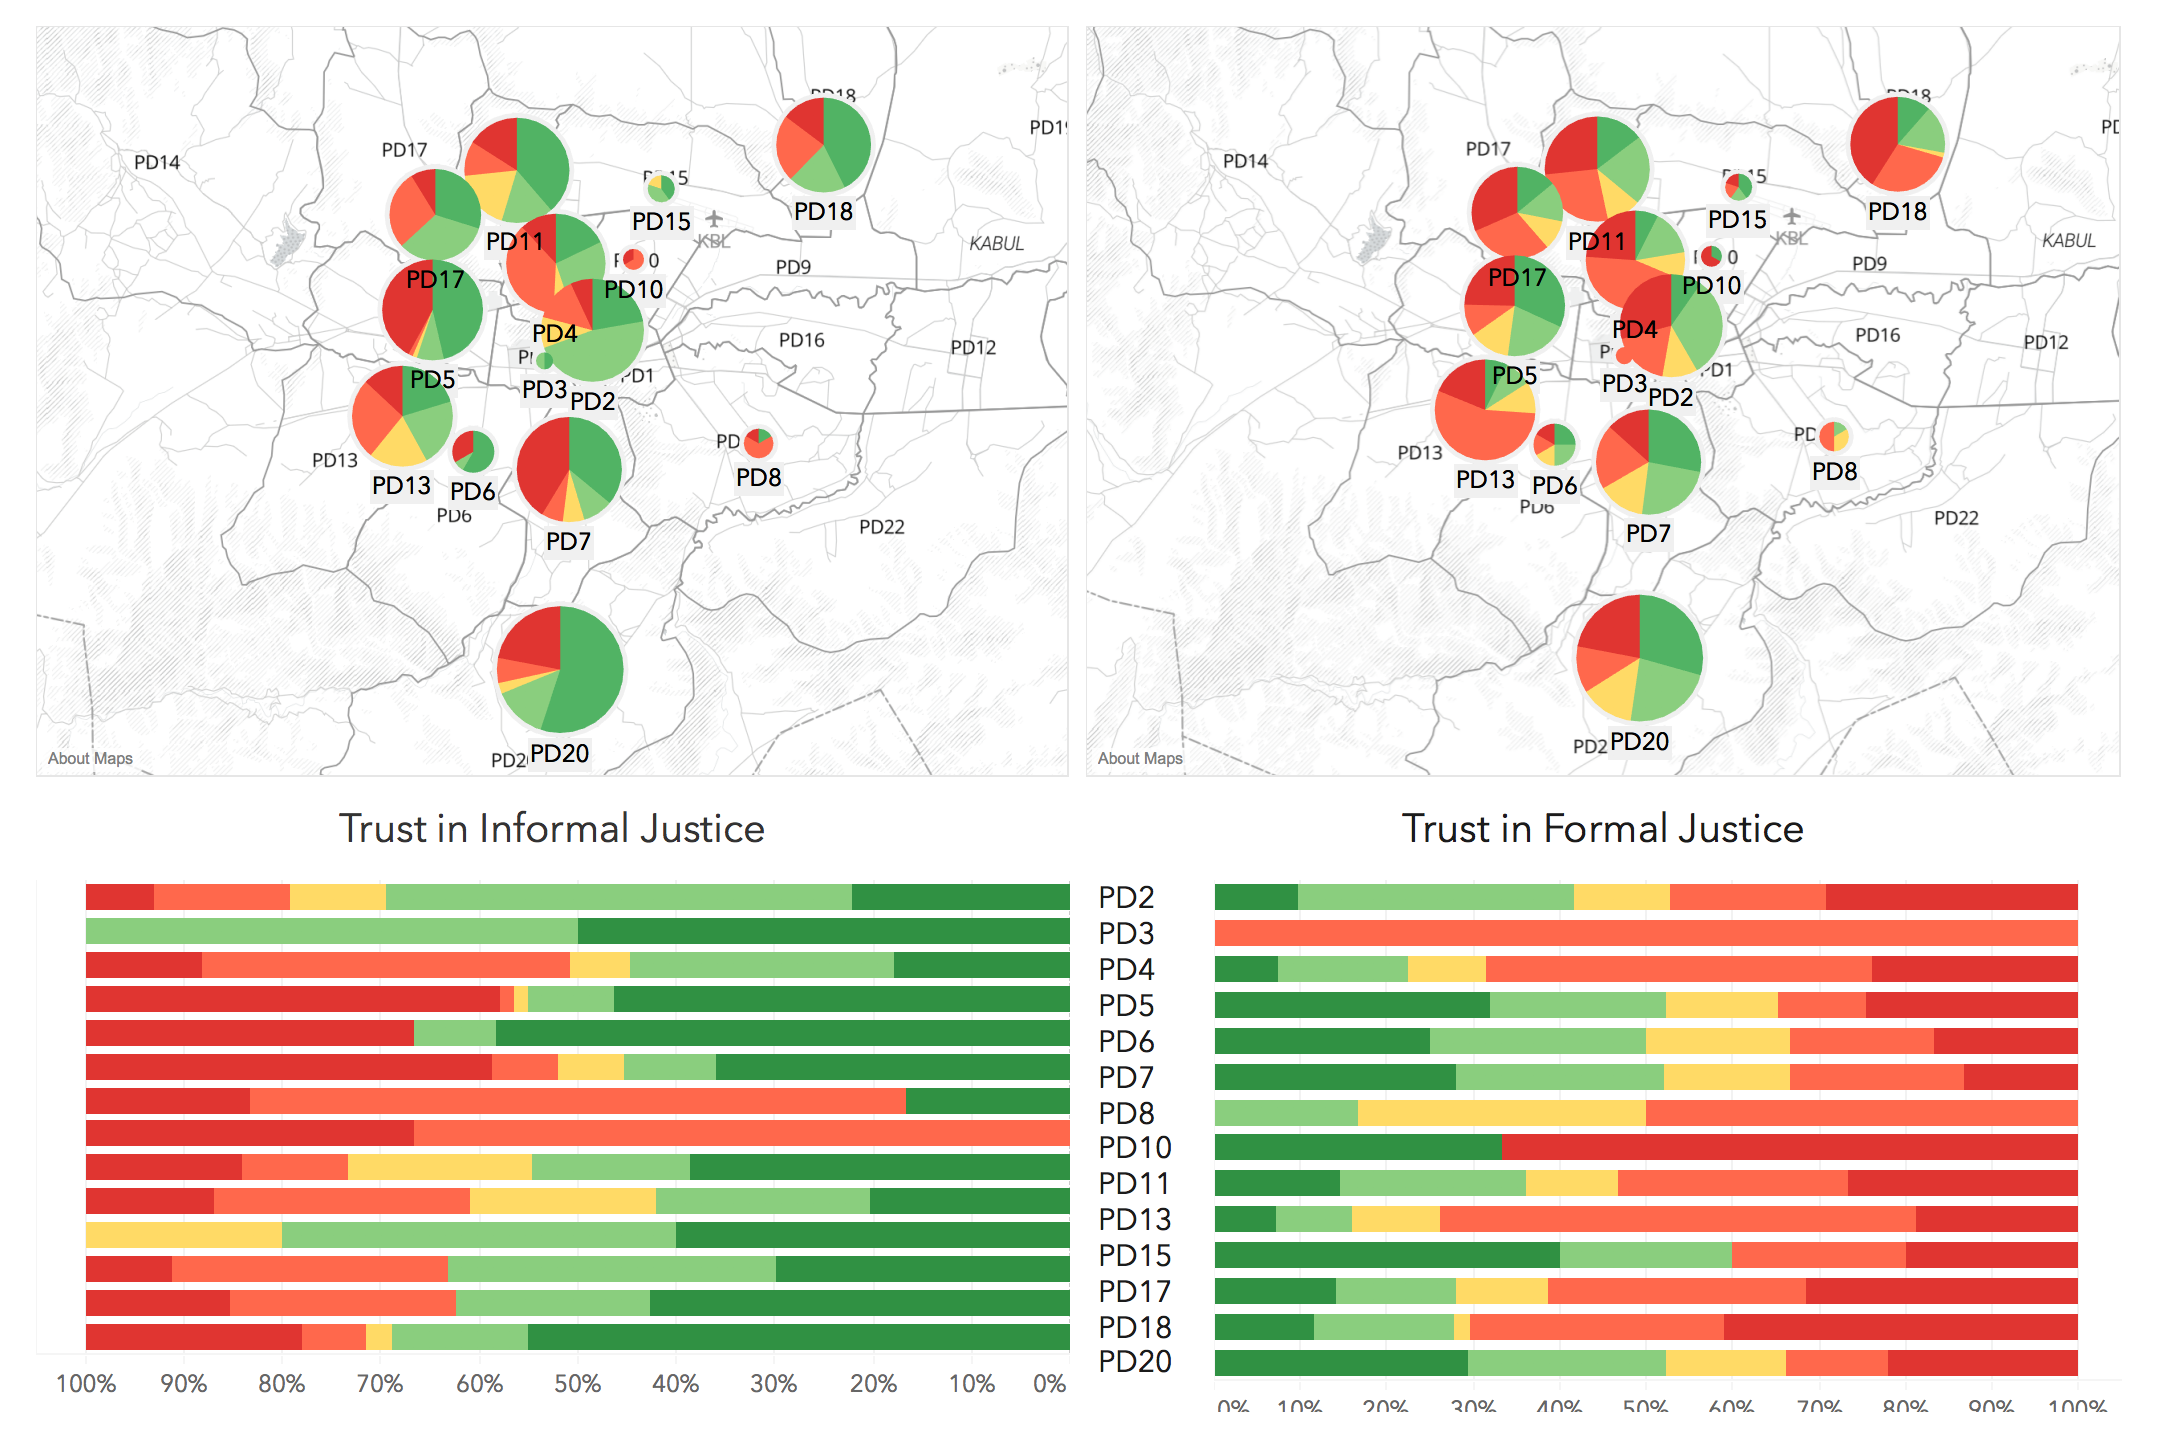 PD18
PD14
PD17
PD15
PD15
PD18
PD11
KBL
KABUL
PD9
PD17
PD10
PD4
PD16
PD12
PD5
PD3
PD1
PD2
PD13
PD13
PD6
PD6
PD8
PD7
PD22
PD20
About Maps
PD18
PD14
PD17
PD15
PD15
PD18
PD11
KBL
KABUL
PD9
PD17
PD10
PD4
PD16
PD12
PD5
PD3
PD1
PD2
PD13
PD13
PD6
PD6
PD8
PD7
PD22
PD20
About Maps
Trust in Informal Justice
Trust in Formal Justice
PD2
PD3
PD4
PD5
PD6
PD7
PD8
PD10
PD11
PD13
PD15
PD17
PD18
PD20
100% 90% 80% 70% 60% 50% 40% 30% 20% 10% 0%
0% 10% 20% 30% 40% 50% 60% 70% 80% 90% 100%